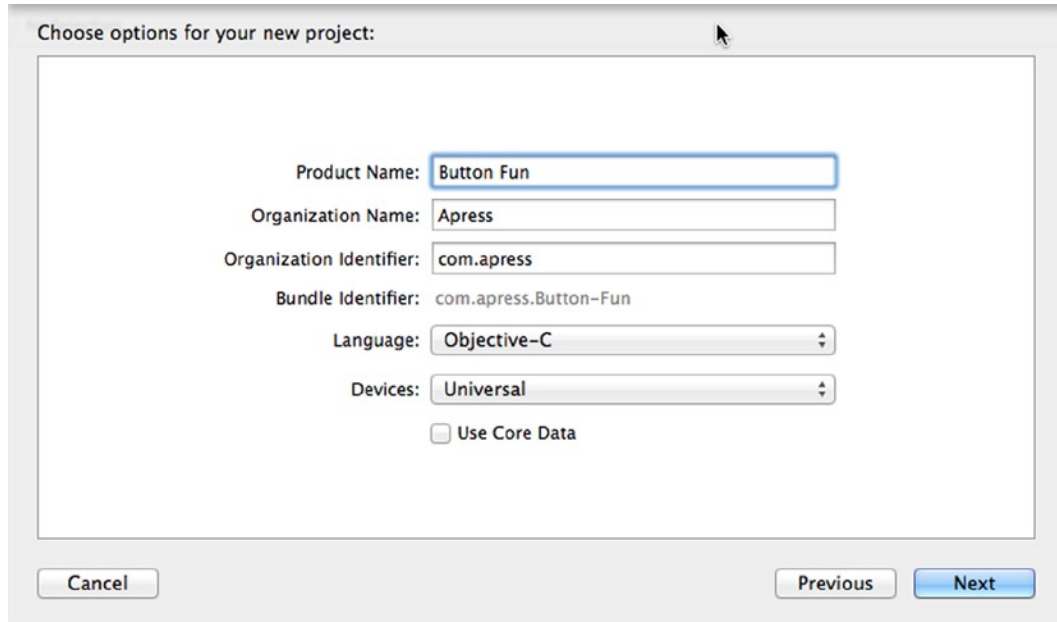 Choose options for your new project:
Product Name: Button Fun
Organization Name: Apress
Organization Identifier: com.apress
Bundle Identifier: com.apress.Button-Fun
Language: Objective-C
Devices: Universal
Use Core Data
Cancel Previous Next